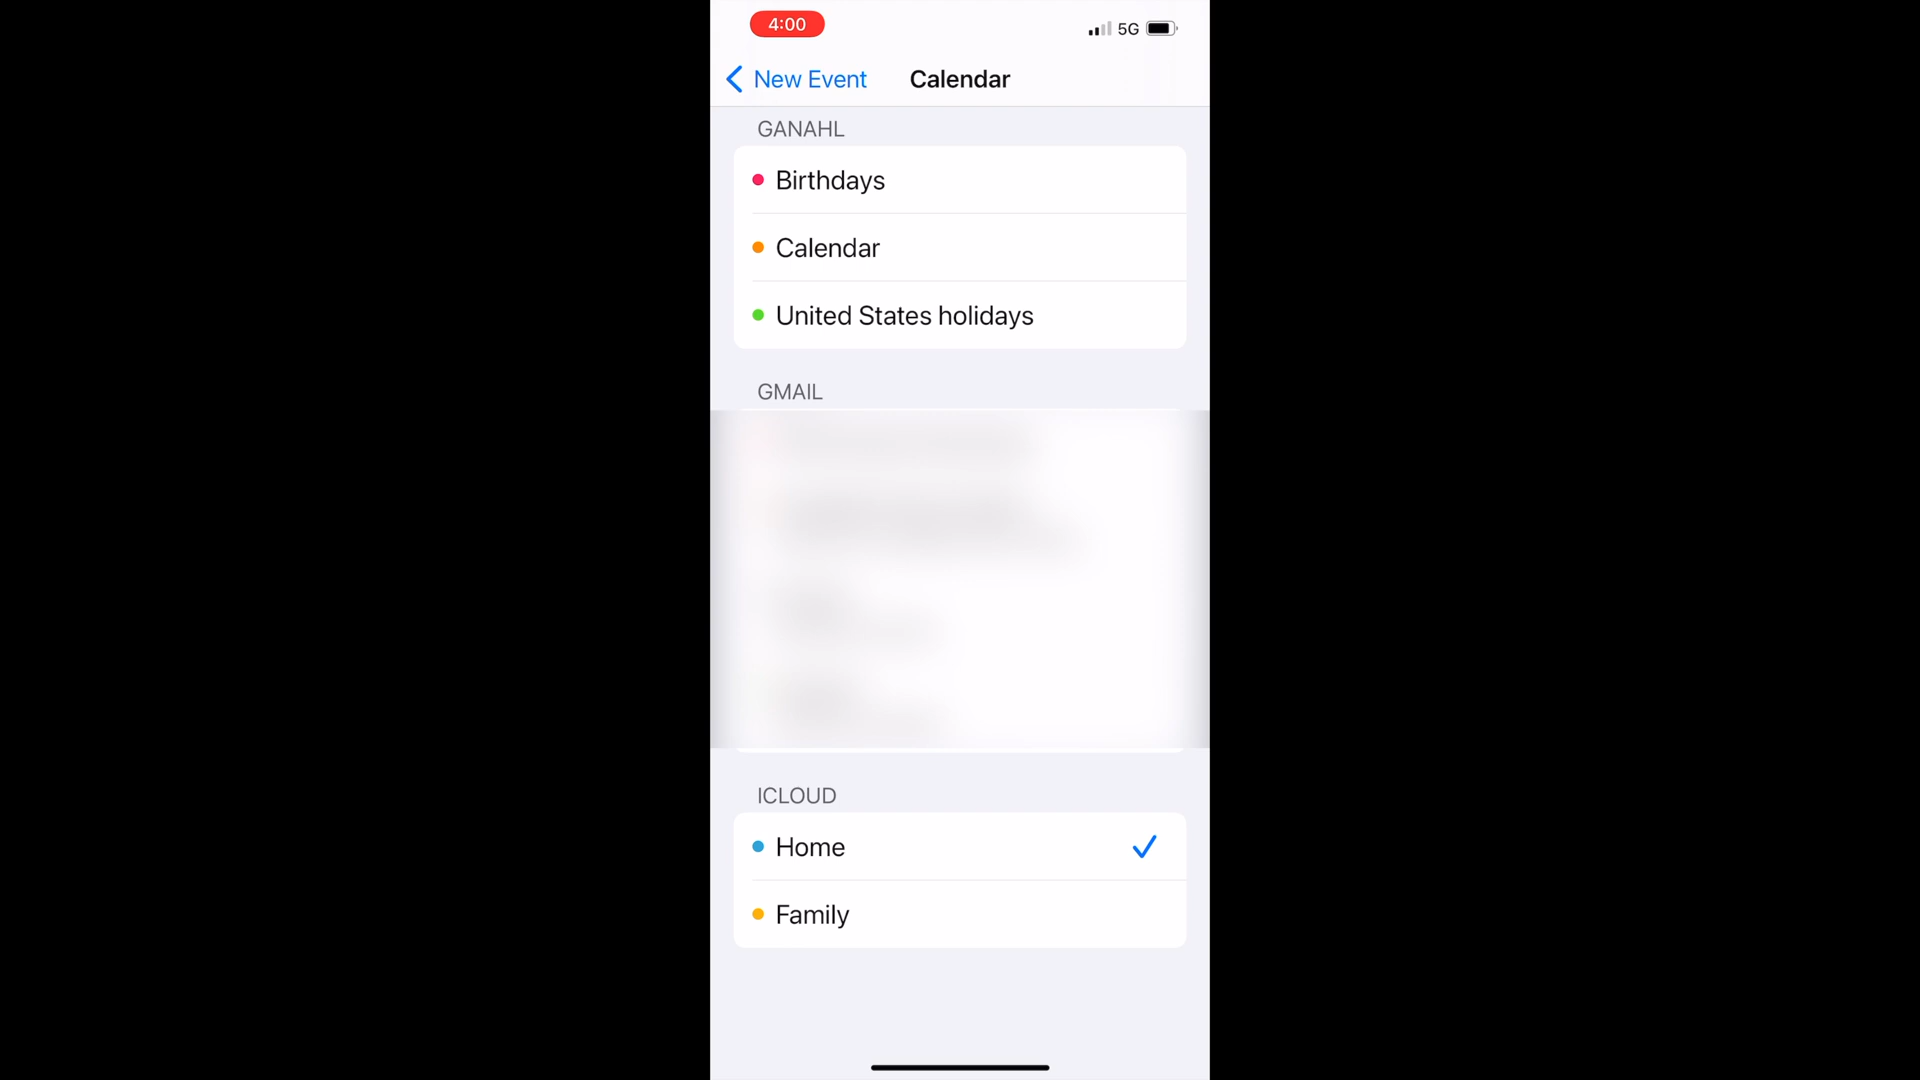 4:00
5G
New Event
Calendar
GANAHL
Birthdays
Calendar
United States holidays
GMAIL
ICLOUD
Home
Family